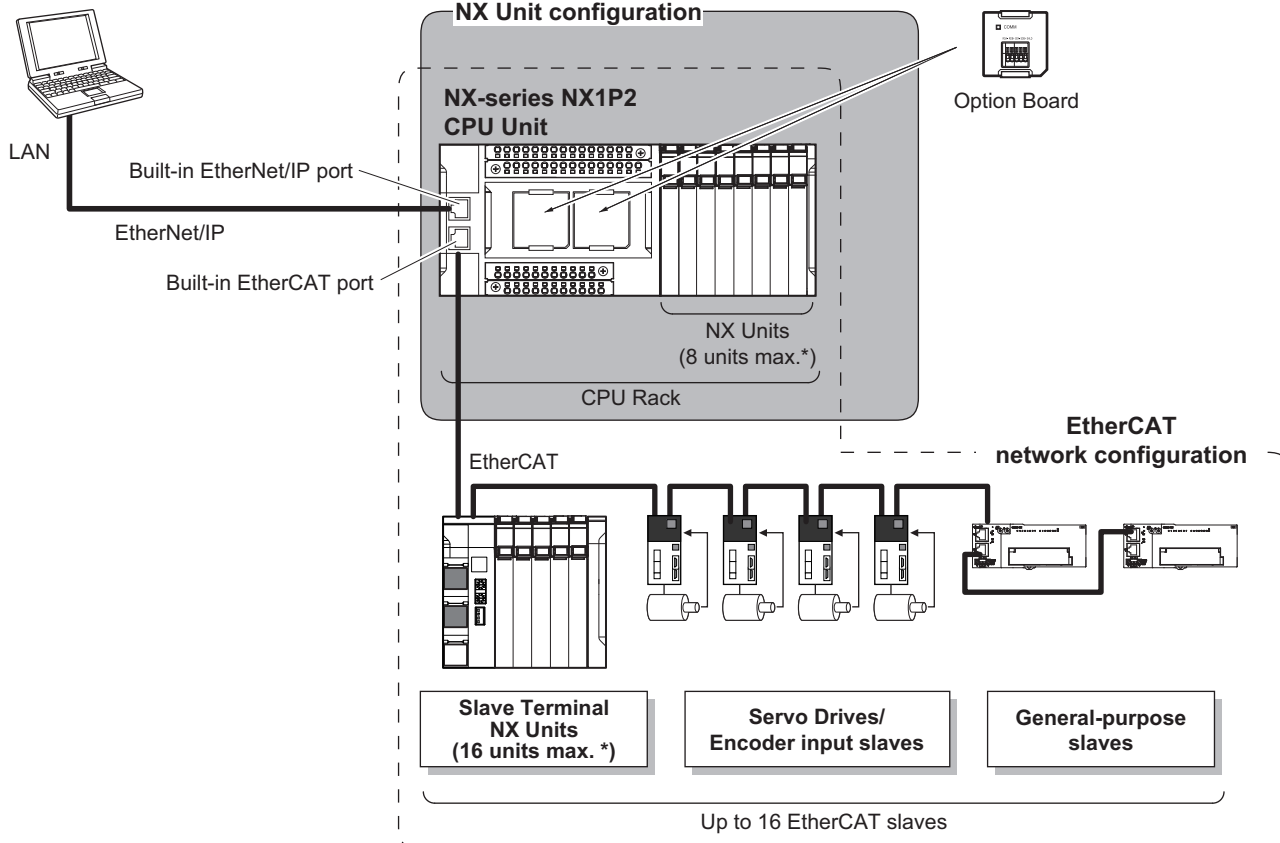 NX Unit configuration
COMM
Option Board
NX-series NX1P2
CPU Unit
LAN
Built-in EtherNet/IP port
EtherNet/IP
Built-in EtherCAT port
NX Units
(8 units max.*)
CPU Rack
EtherCAT
network configuration
EtherCAT
Slave Terminal
NX Units
(16 units max. *)
Servo Drives/
Encoder input slaves
General-purpose
slaves
Up to 16 EtherCAT slaves